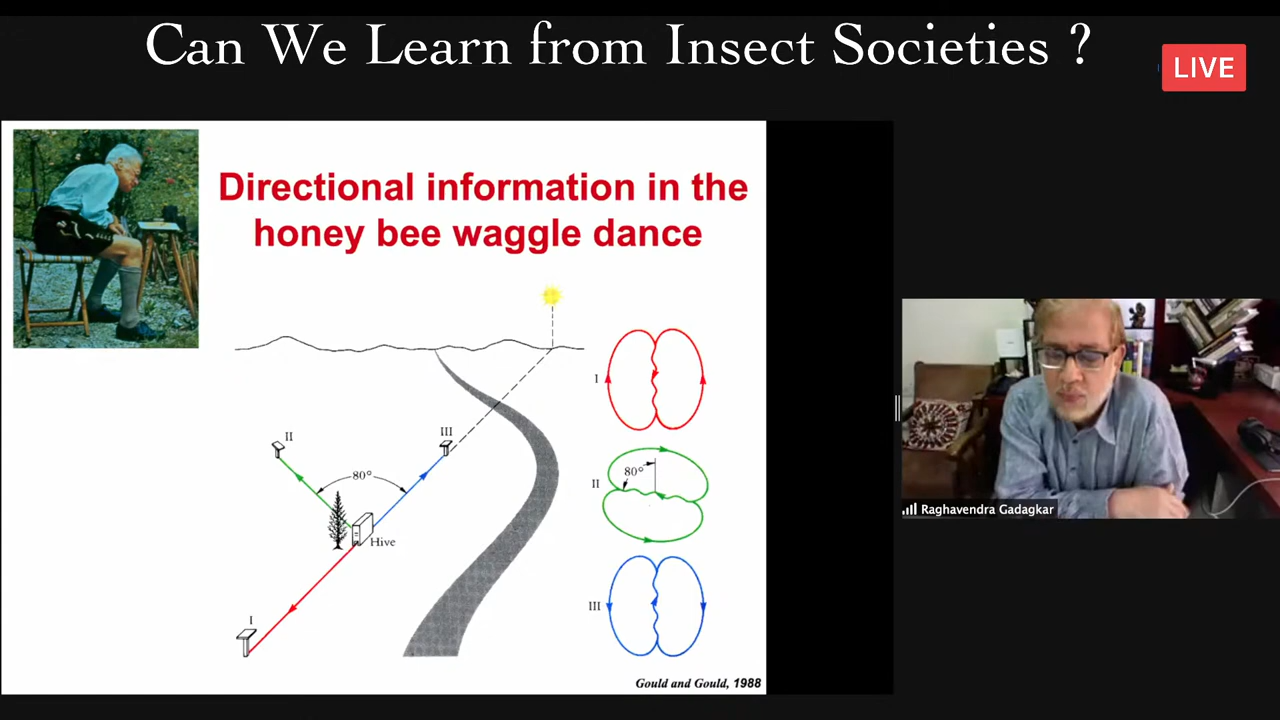 Can We Learn from Insect Societies ?
LIVE
Directional information in the
honey bee waggle dance
I
II
III
80°
II
80°
III
Hive
I
III
Gould and Gould, 1988
Raghavendra Gadagkar